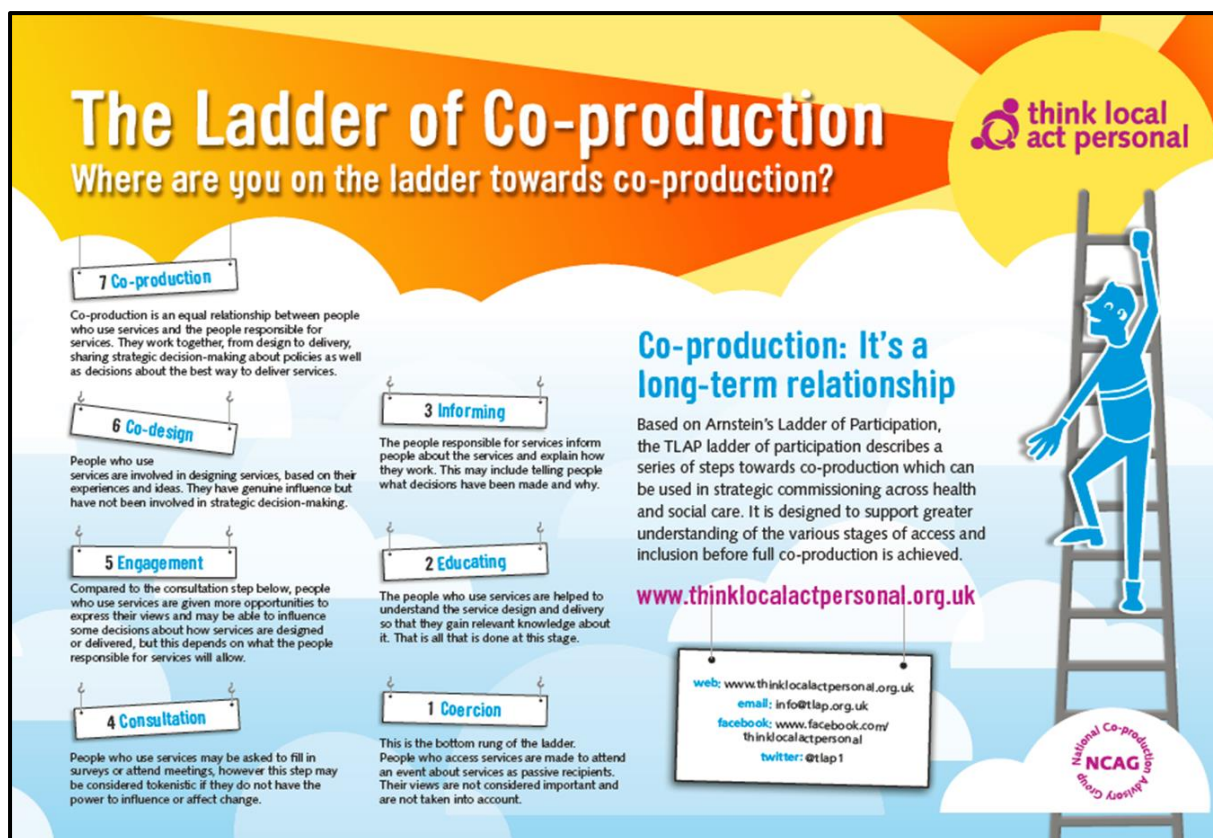 The Ladder of Co-production
Where are you on the ladder towards co-production?
think local
act personal
7 Co-production
Co-production is an equal relationship between people
who use services and the people responsible for
services. They work together, from design to delivery,
sharing strategic decision-making about policies as well
as decisions about the best way to deliver services.
6 Co-design
People who use
services are involved in designing services, based on their
experiences and ideas. They have genuine influence but
have not been involved in strategic decision-making.
5 Engagement
Compared to the consultation step below, people
who use services are given more opportunities to
express their views and may be able to influence
some decisions about how services are designed
or delivered, but this depends on what the people
responsible for services will allow.
4 Consultation
People who use services may be asked to fill in
surveys or attend meetings, however this step may
be considered tokenistic if they do not have the
power to influence or affect change.
3 Informing
The people responsible for services inform
people about the services and explain how
they work. This may include telling people
what decisions have been made and why.
2 Educating
The people who use services are helped to
understand the service design and delivery
so that they gain relevant knowledge about
it. That is all that is done at this stage.
1 Coercion
This is the bottom rung of the ladder.
People who access services are made to attend
an event about services as passive recipients.
Their views are not considered important and
are not taken into account.
Co-production: It's a
long-term relationship
Based on Arnstein's Ladder of Participation,
the TLAP ladder of participation describes a
series of steps towards co-production which can
be used in strategic commissioning across health
and social care. It is designed to support greater
understanding of the various stages of access and
inclusion before full co-production is achieved.
www.thinklocalactpersonal.org.uk
web: www.thinklocalactpersonal.org.uk
email: info@tlap.org.uk
facebook: www.facebook.com/
thinklocalactpersonal
twitter: @tlap1
National Co-production Advisory Group
NCAG